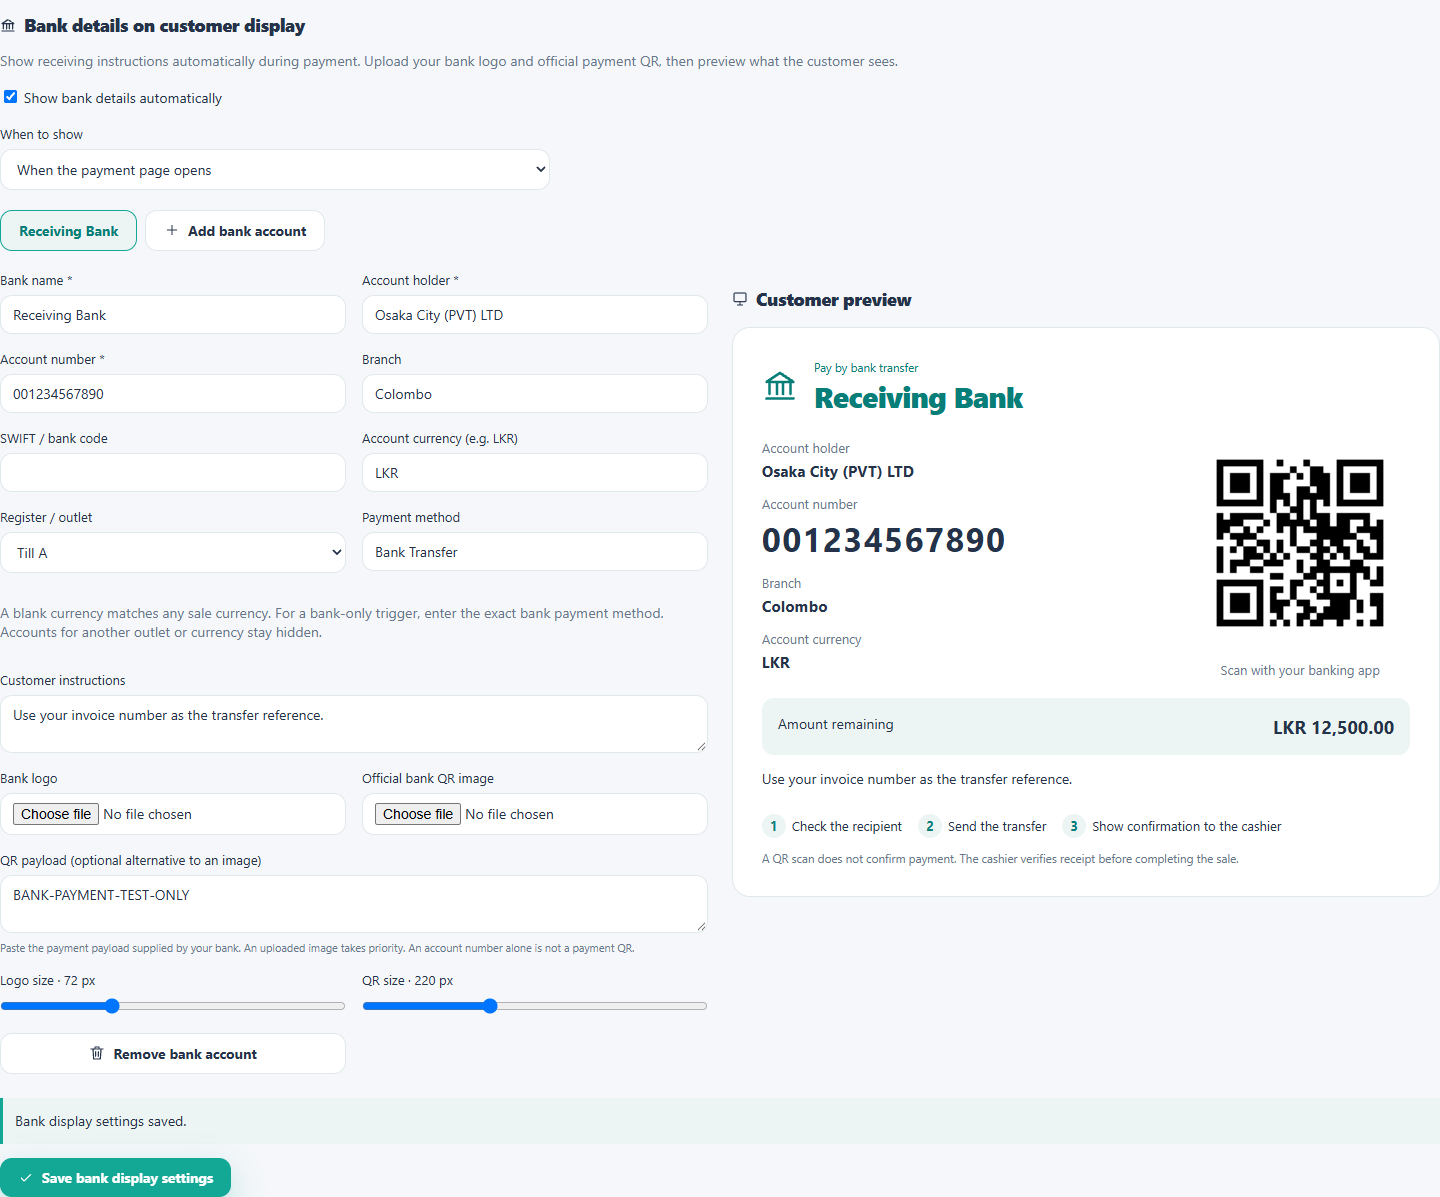 Bank details on customer display
Show receiving instructions automatically during payment. Upload your bank logo and official payment QR, then preview what the customer sees.
Show bank details automatically
When to show
When the payment page opens
Receiving Bank
Add bank account
Bank name *
Account holder *
Receiving Bank
Osaka City (PVT) LTD
Account number *
Branch
001234567890
Colombo
SWIFT / bank code
Account currency (e.g. LKR)
LKR
Register / outlet
Payment method
Till A
Bank Transfer
A blank currency matches any sale currency. For a bank-only trigger, enter the exact bank payment method.
Accounts for another outlet or currency stay hidden.
Customer instructions
Use your invoice number as the transfer reference.
Bank logo
Official bank QR image
Choose file No file chosen
Choose file No file chosen
QR payload (optional alternative to an image)
BANK-PAYMENT-TEST-ONLY
Paste the payment payload supplied by your bank. An uploaded image takes priority. An account number alone is not a payment QR.
Logo size · 72 px
QR size · 220 px
Remove bank account
Customer preview
Pay by bank transfer
Receiving Bank
Account holder
Osaka City (PVT) LTD
Account number
001234567890
Branch
Colombo
Account currency
LKR
Scan with your banking app
Amount remaining
LKR 12,500.00
Use your invoice number as the transfer reference.
1 Check the recipient
2 Send the transfer
3 Show confirmation to the cashier
A QR scan does not confirm payment. The cashier verifies receipt before completing the sale.
Bank display settings saved.
Save bank display settings